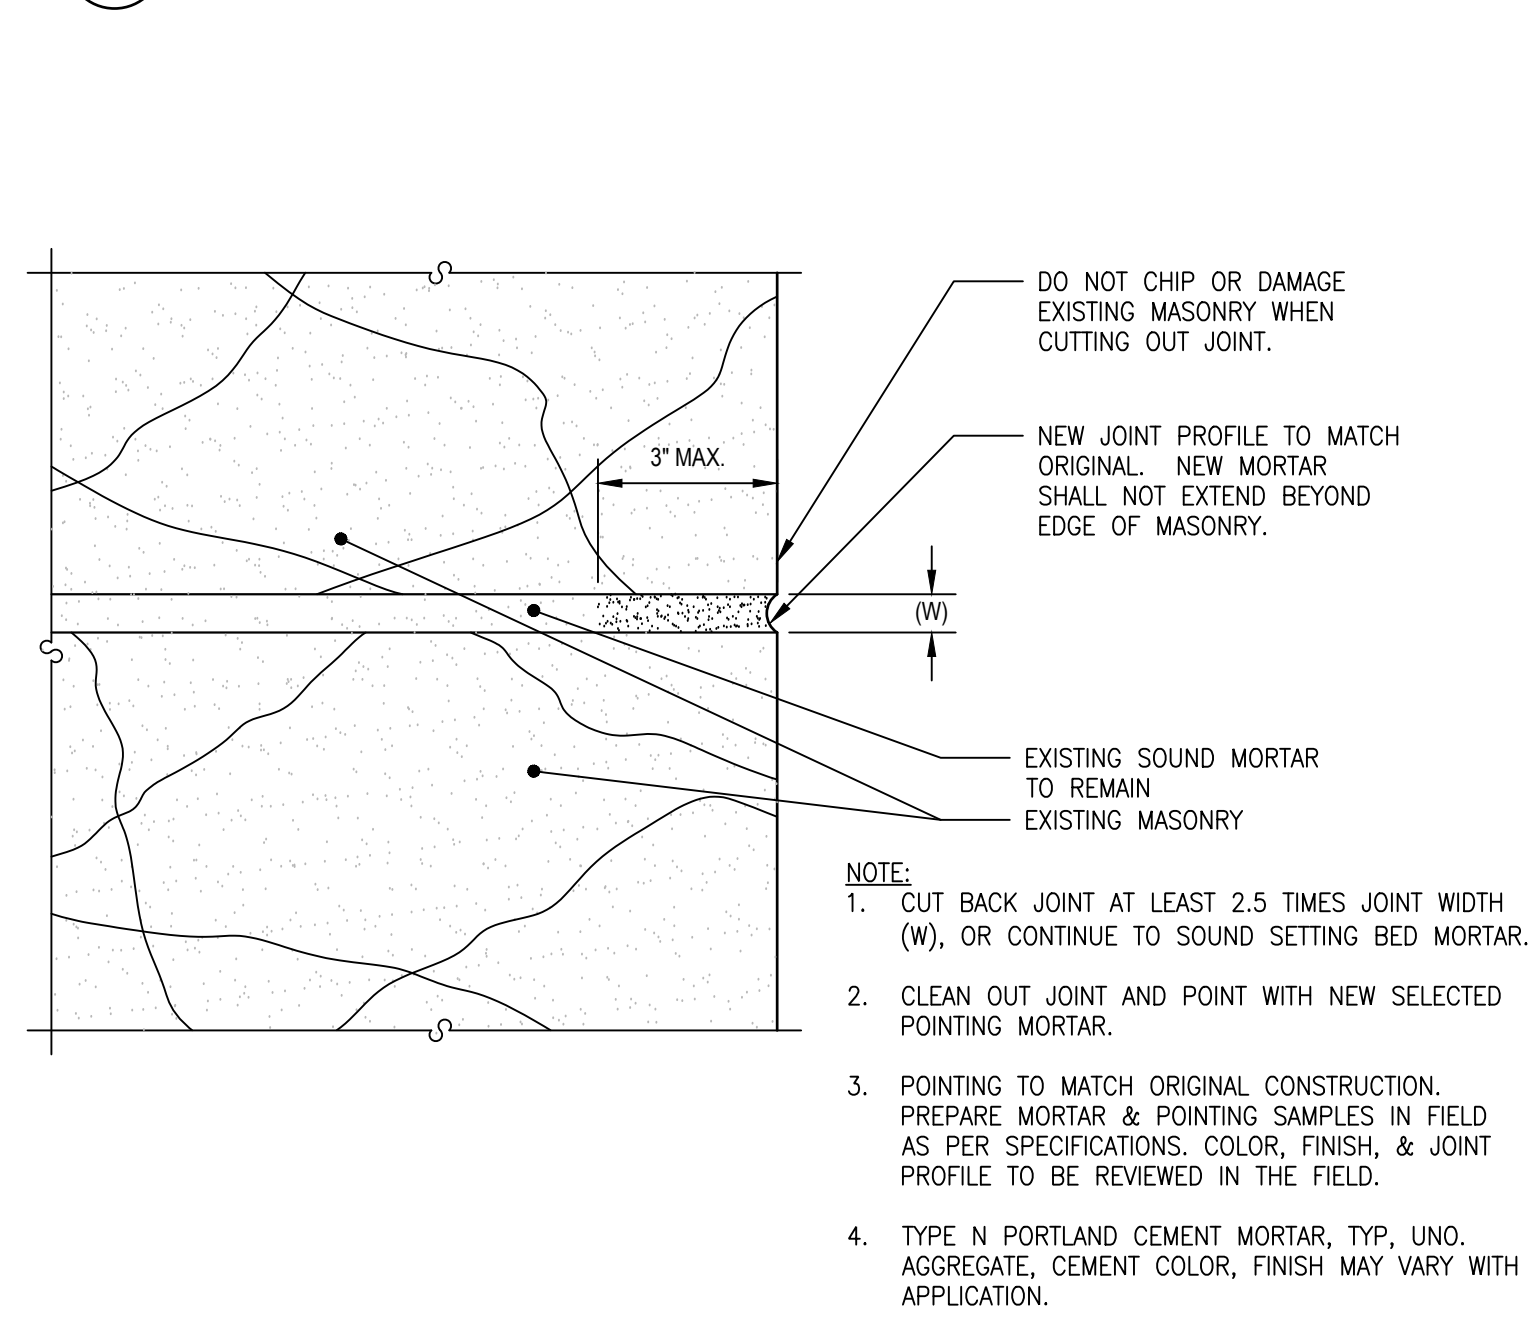 DO NOT CHIP OR DAMAGE
EXISTING MASONRY WHEN
CUTTING OUT JOINT.
3" MAX.
NEW JOINT PROFILE TO MATCH
ORIGINAL. NEW MORTAR
SHALL NOT EXTEND BEYOND
EDGE OF MASONRY.
(W)
EXISTING SOUND MORTAR
TO REMAIN
EXISTING MASONRY
NOTE:
1. CUT BACK JOINT AT LEAST 2.5 TIMES JOINT WIDTH
(W), OR CONTINUE TO SOUND SETTING BED MORTAR.
2. CLEAN OUT JOINT AND POINT WITH NEW SELECTED
POINTING MORTAR.
3. POINTING TO MATCH ORIGINAL CONSTRUCTION.
PREPARE MORTAR & POINTING SAMPLES IN FIELD
AS PER SPECIFICATIONS. COLOR, FINISH, & JOINT
PROFILE TO BE REVIEWED IN THE FIELD.
4. TYPE N PORTLAND CEMENT MORTAR, TYP, UNO.
AGGREGATE, CEMENT COLOR, FINISH MAY VARY WITH
APPLICATION.